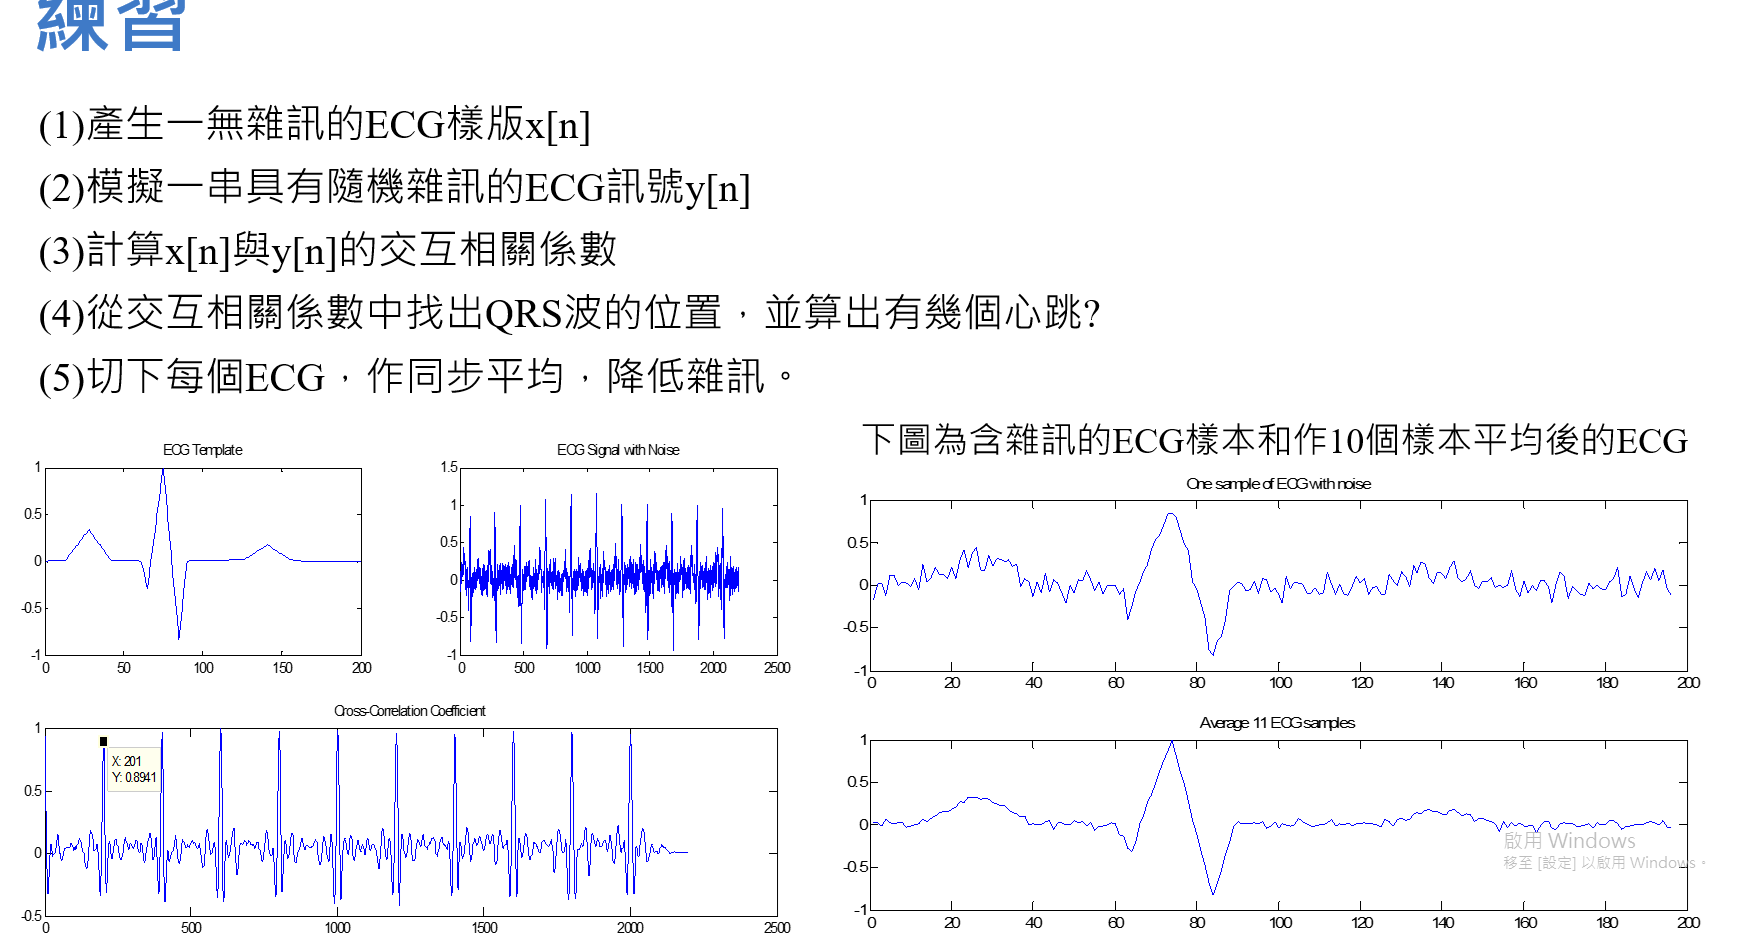 練習
(1)產生一無雜訊的ECG樣版x[n]
(2)模擬一串具有隨機雜訊的ECG訊號y[n]
(3)計算x[n]與y[n]的交互相關係數
(4)從交互相關係數中找出QRS波的位置，並算出有幾個心跳?
(5)切下每個ECG，作同步平均，降低雜訊。
下圖為含雜訊的ECG樣本和作10個樣本平均後的ECG
ECG Template
1
0.5
0
-0.5
-1
0 50 100 150 200
ECG Signal with Noise
1.5
1
0.5
0
-0.5
-1
0 500 1000 1500 2000 2500
Cross-Correlation Coefficient
1
0.5
0
-0.5
X: 201
Y: 0.8941
0 500 1000 1500 2000 2500
One sample of ECG with noise
1
0.5
0
-0.5
-1
0 20 40 60 80 100 120 140 160 180 200
Average 11 ECG samples
1
0.5
0
-0.5
-1
0 20 40 60 80 100 120 140 160 180 200
啟用 Windows
移至 [設定] 以啟用 Windows。